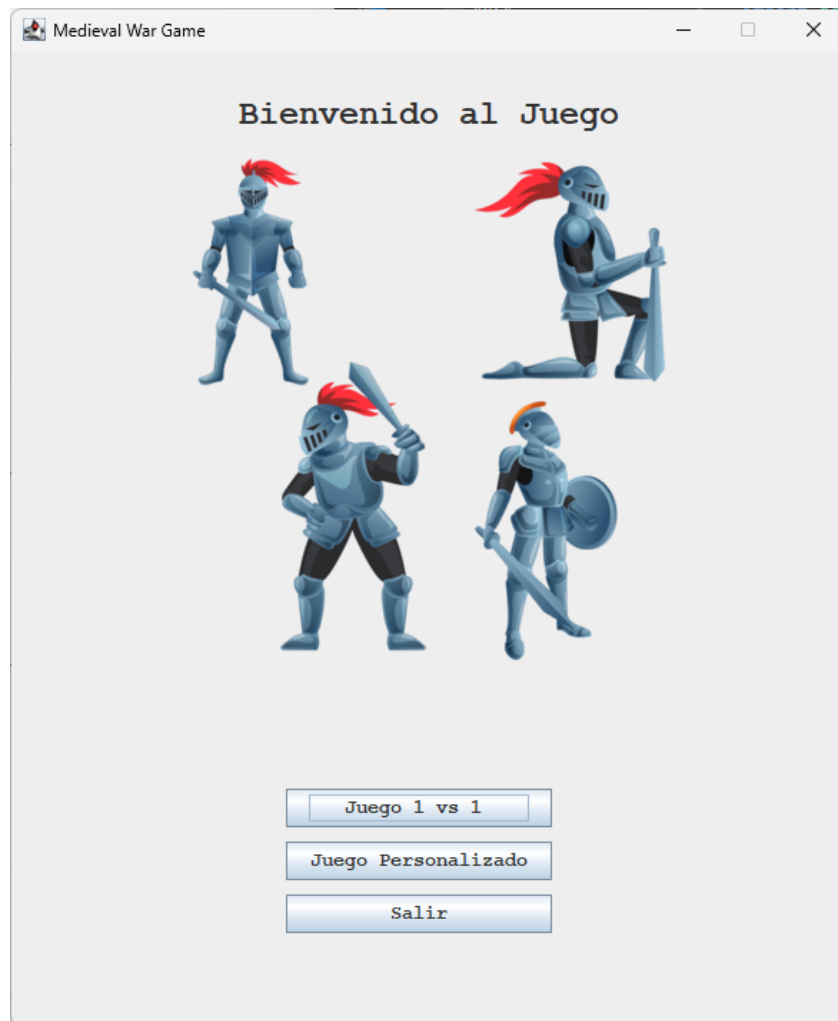 Medieval War Game
Bienvenido al Juego
Juego 1 vs 1
Juego Personalizado
Salir